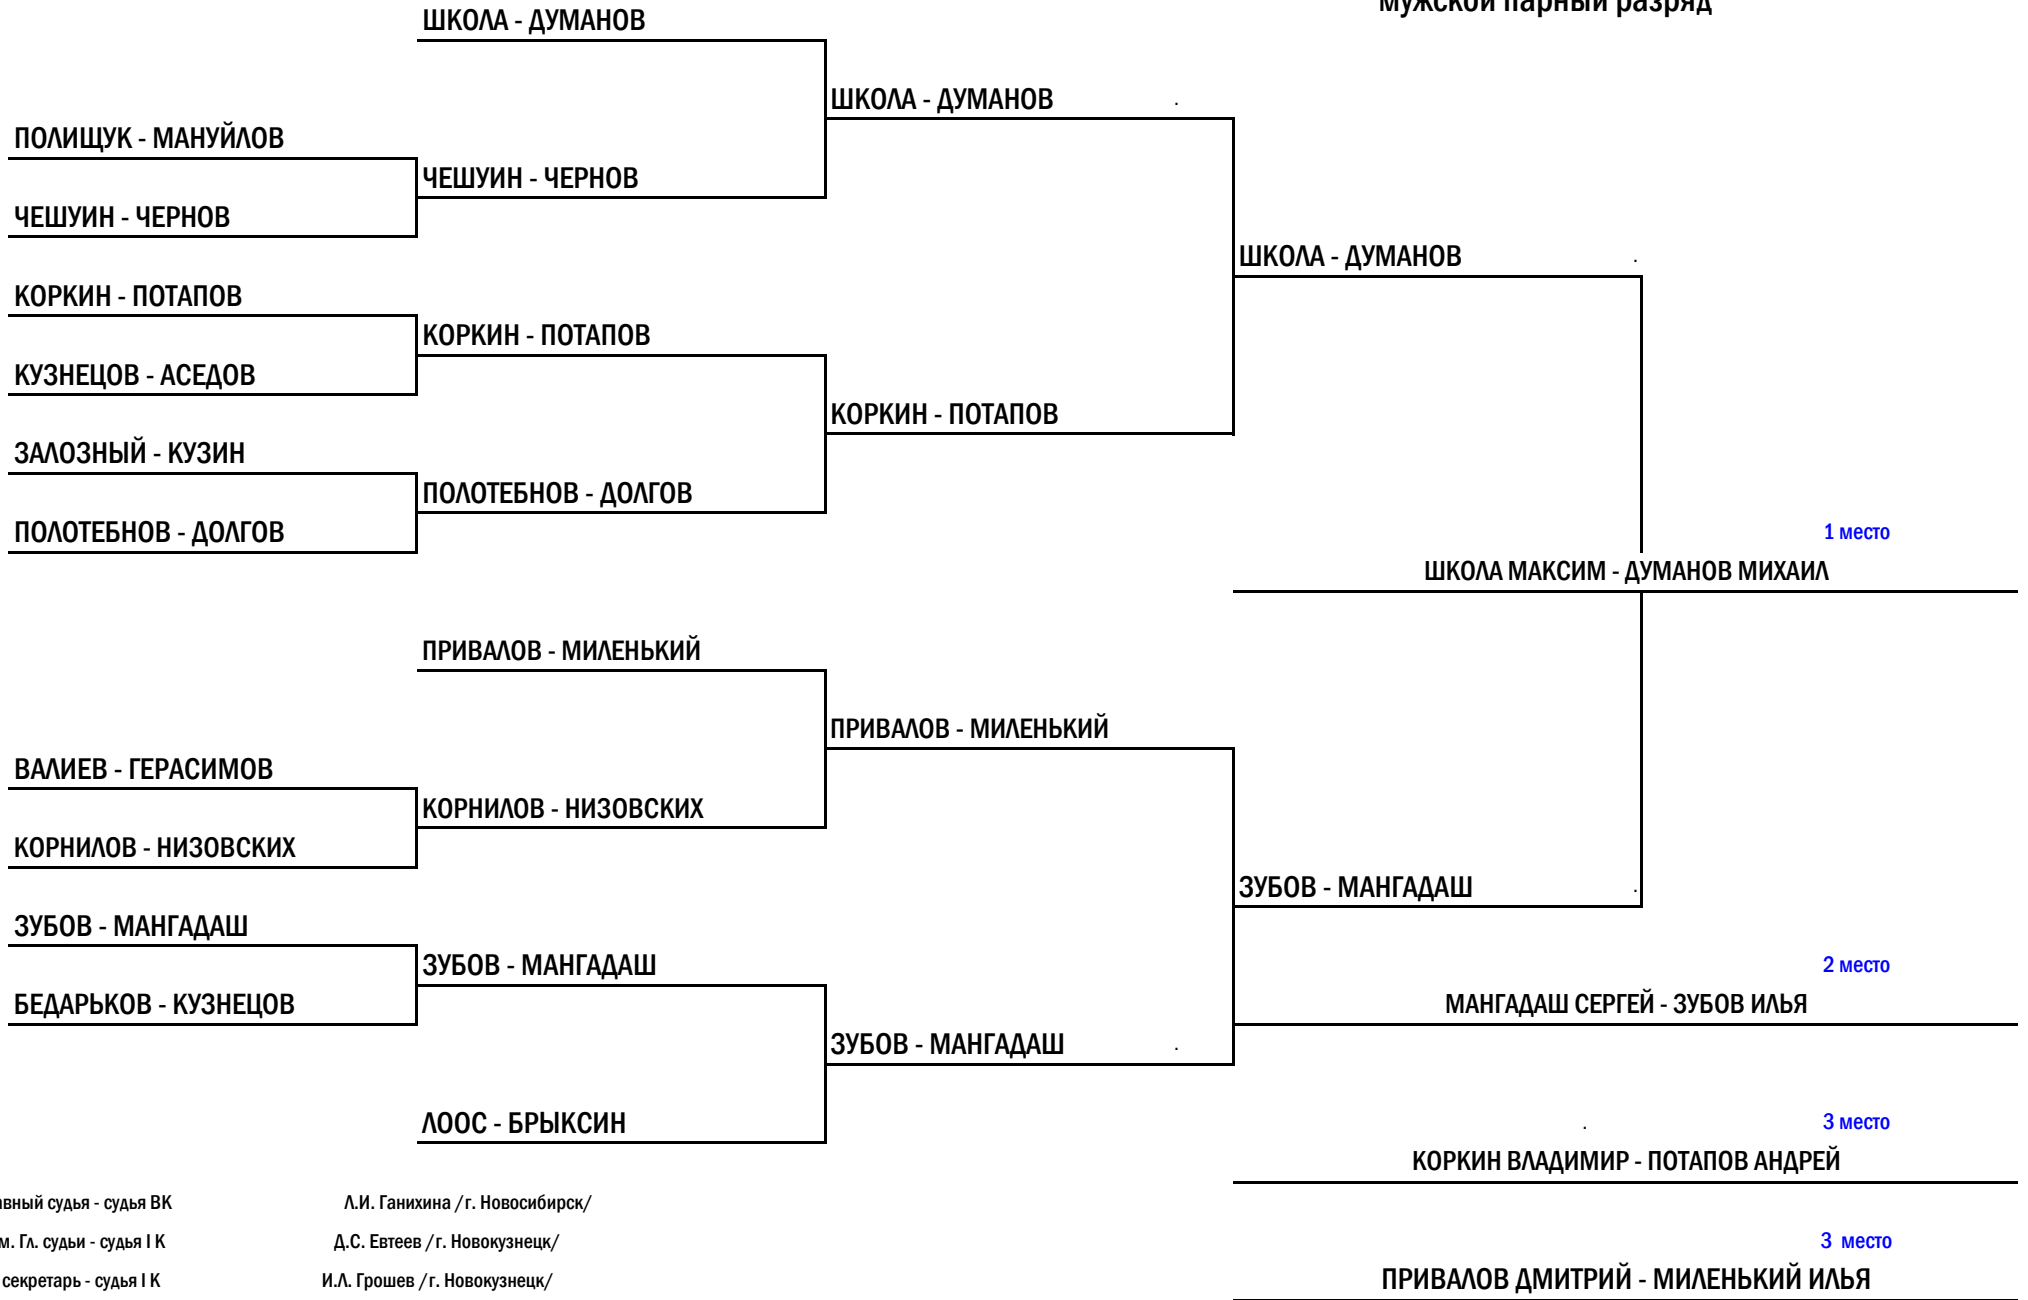 мужской парный разряд
ШКОЛА - ДУМАНОВ
ШКОЛА - ДУМАНОВ
ПОЛИЩУК - МАНУЙЛОВ
ЧЕШУИН - ЧЕРНОВ
ЧЕШУИН - ЧЕРНОВ
ШКОЛА - ДУМАНОВ
КОРКИН - ПОТАПОВ
КОРКИН - ПОТАПОВ
КУЗНЕЦОВ - АСЕДОВ
КОРКИН - ПОТАПОВ
ЗАЛОЗНЫЙ - КУЗИН
ПОЛОТЕБНОВ - ДОЛГОВ
ПОЛОТЕБНОВ - ДОЛГОВ
1 место
ШКОЛА МАКСИМ - ДУМАНОВ МИХАИЛ
ПРИВАЛОВ - МИЛЕНЬКИЙ
ПРИВАЛОВ - МИЛЕНЬКИЙ
ВАЛИЕВ - ГЕРАСИМОВ
КОРНИЛОВ - НИЗОВСКИХ
КОРНИЛОВ - НИЗОВСКИХ
ЗУБОВ - МАНГАДАШ
ЗУБОВ - МАНГАДАШ
ЗУБОВ - МАНГАДАШ
2 место
БЕДАРЬКОВ - КУЗНЕЦОВ
МАНГАДАШ СЕРГЕЙ - ЗУБОВ ИЛЬЯ
ЗУБОВ - МАНГАДАШ
ЛООС - БРЫКСИН
3 место
КОРКИН ВЛАДИМИР - ПОТАПОВ АНДРЕЙ
авный судья - судья ВК Л.И. Ганихина /г. Новосибирск/
м. Гл. судьи - судья I К Д.С. Евтеев /г. Новокузнецк/
3 место
секретарь - судья I К И.Л. Грошев /г. Новокузнецк/
ПРИВАЛОВ ДМИТРИЙ - МИЛЕНЬКИЙ ИЛЬЯ